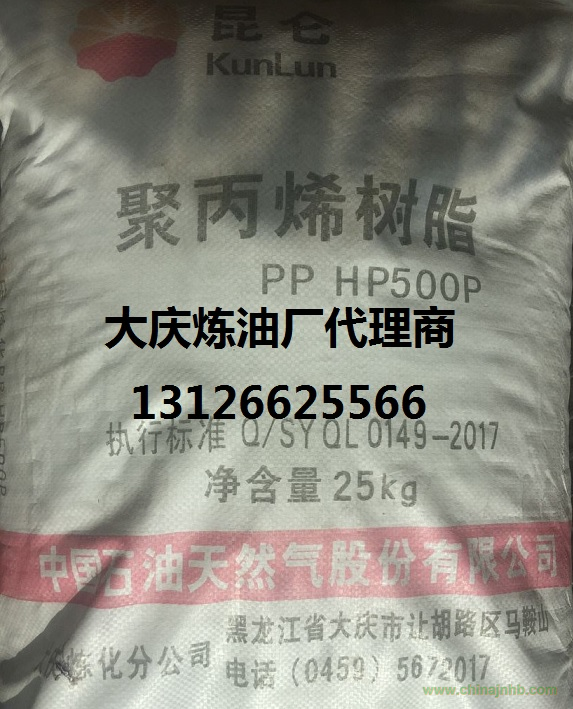 昆仑
KunLun
聚丙烯树脂
PP HP500P
大庆炼油厂代理商
13126625566
执行标准 Q/SY QL 0149-2017
净含量 25kg
中国石油天然气股份有限公司
黑龙江省大庆市让胡路区马鞍山
炼化分公司
电话（0459）5672017
www.chinajnhb.com